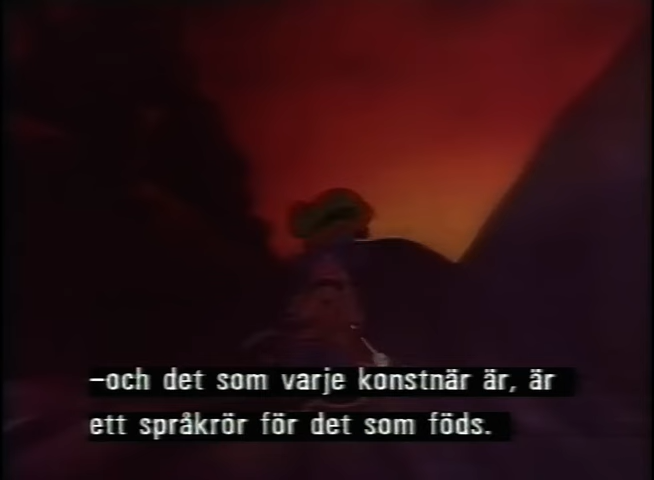 –och det som varje konstnär är, är
ett språkrör för det som föds.